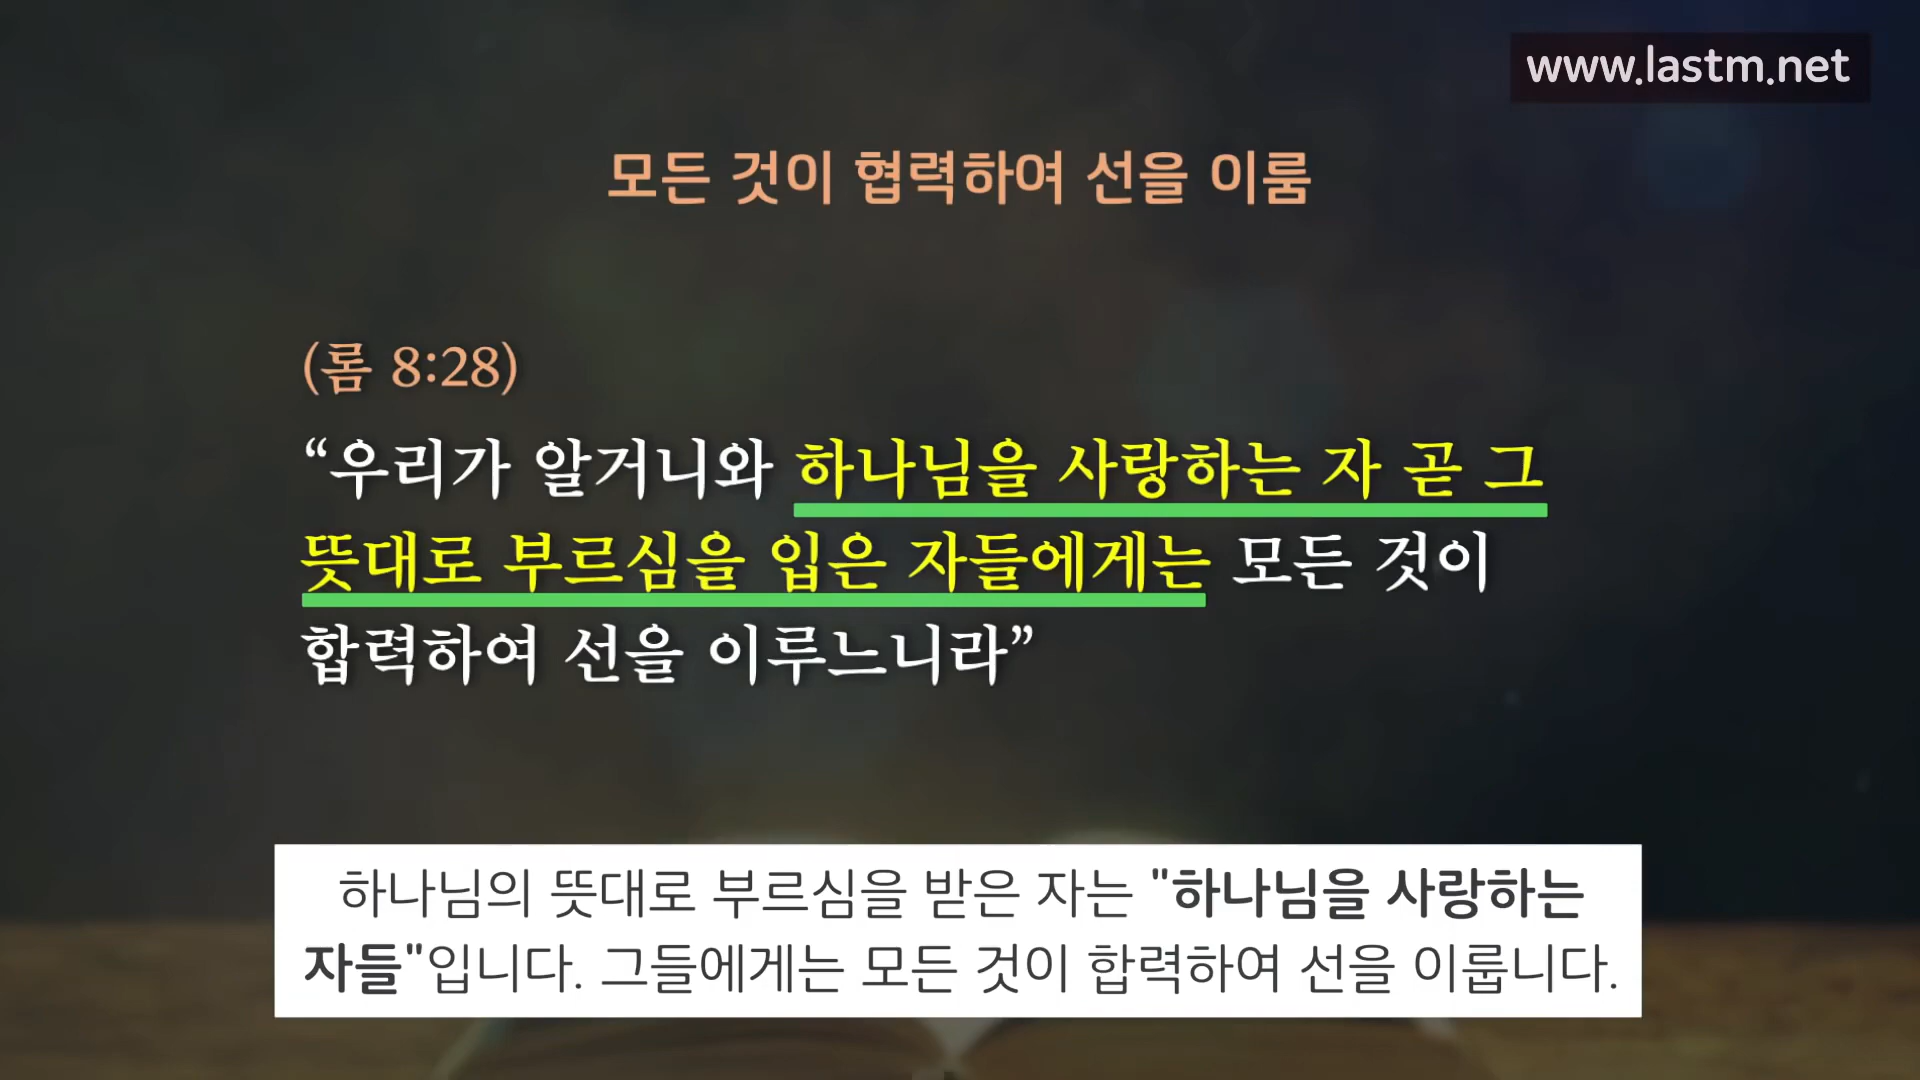 www.lastm.net
모든 것이 협력하여 선을 이룸
(롬 8:28)
“우리가 알거니와 하나님을 사랑하는 자 곧 그
뜻대로 부르심을 입은 자들에게는 모든 것이
합력하여 선을 이루느니라”
하나님의 뜻대로 부르심을 받은 자는 "하나님을 사랑하는
자들"입니다. 그들에게는 모든 것이 합력하여 선을 이룹니다.